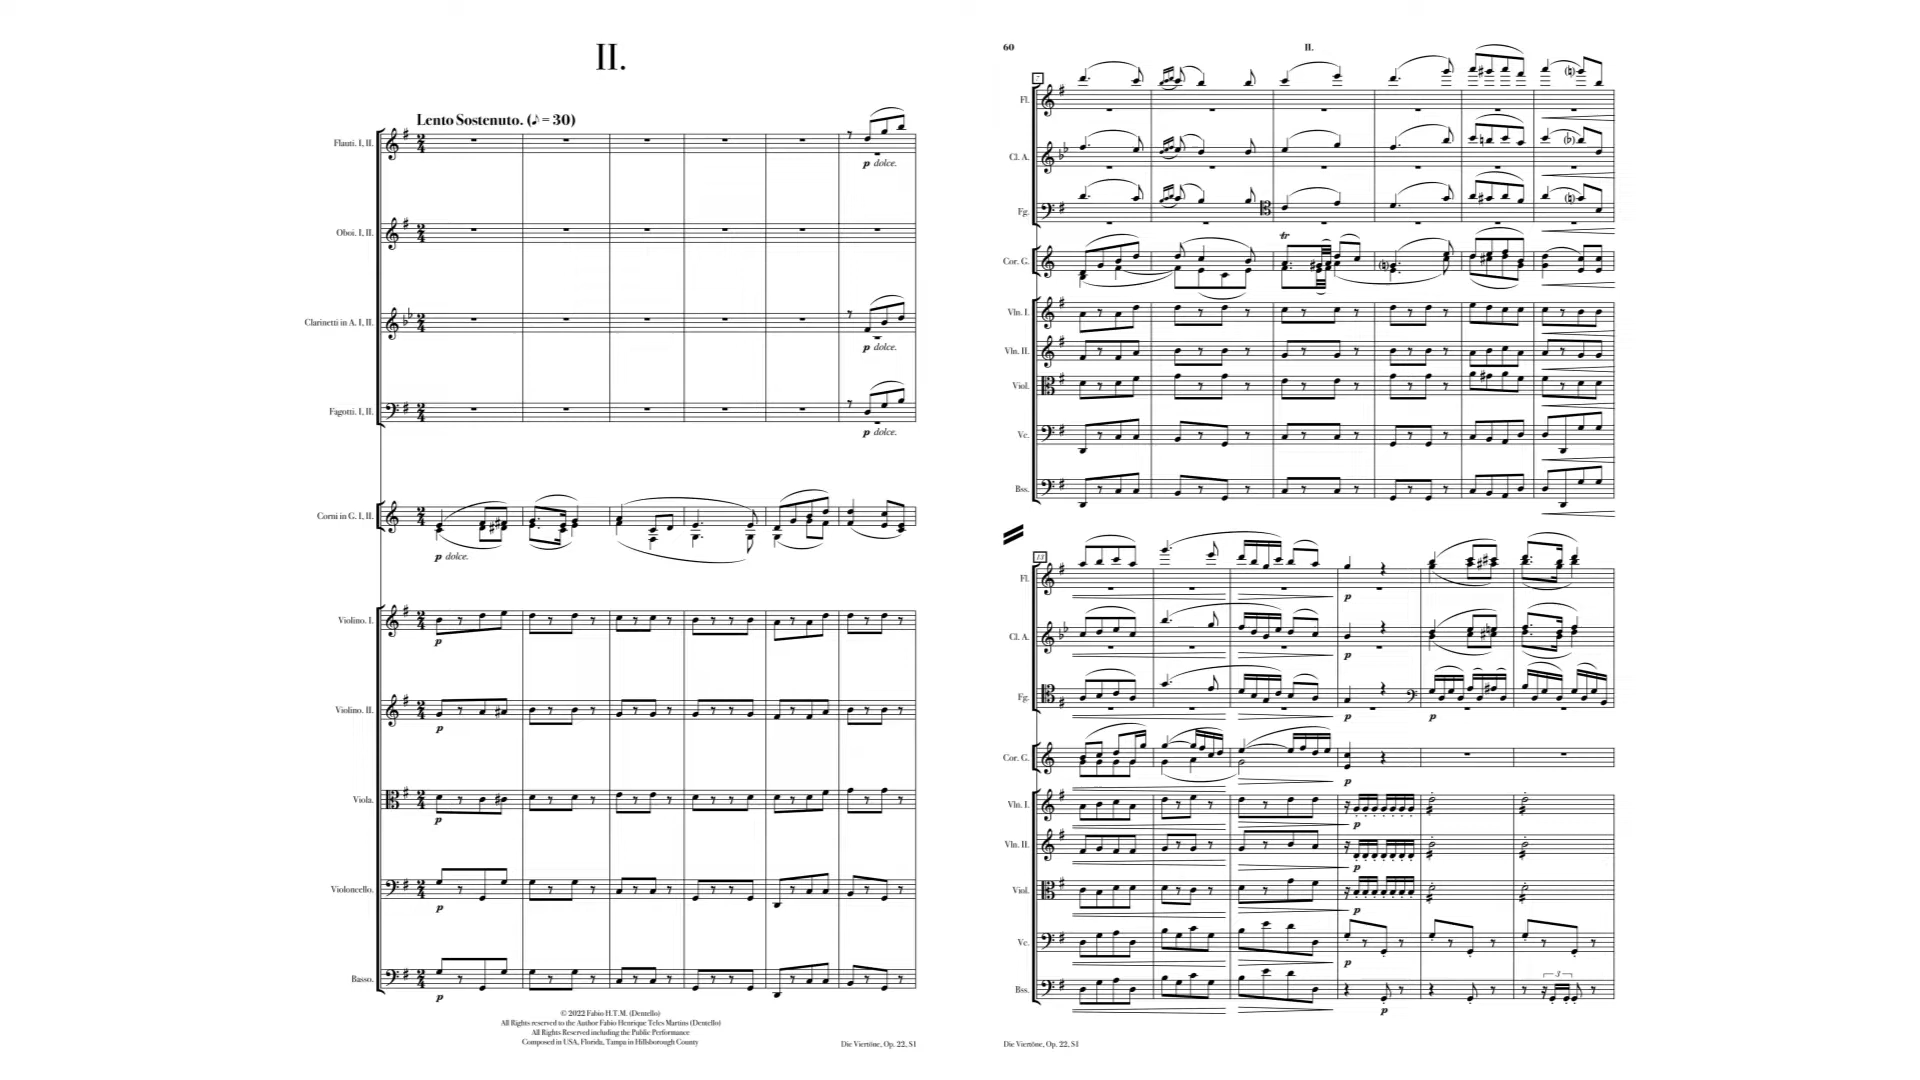 II.
Lento Sostenuto. (♪ = 30)
Flauti. I, II.
p dolce.
Oboi. I, II.
Clarinetti in A. I, II.
p dolce.
Fagotti. I, II.
p dolce.
Corni in G. I, II.
p dolce.
Violino. I.
p
Violino. II.
p
Viola.
p
Violoncello.
p
Basso.
p
© 2022 Fabio H.T.M. (Dentello)
All Rights reserved to the Author Fabio Henrique Teles Martins (Dentello)
All Rights Reserved including the Public Performance
Composed in USA, Florida, Tampa in Hillsborough County
Die Viertöne, Op. 22, S1
60
II.
7
Fl.
Cl. A.
Fg.
tr
Cor. G.
Vln. I.
Vln. II.
Viol.
Vc.
Bss.
13
Fl.
p
Cl. A.
p
Fg.
p p
Cor. G.
p
Vln. I.
p
Vln. II.
p
Viol.
p
Vc.
p
3
Bss.
p
Die Viertöne, Op. 22, S1